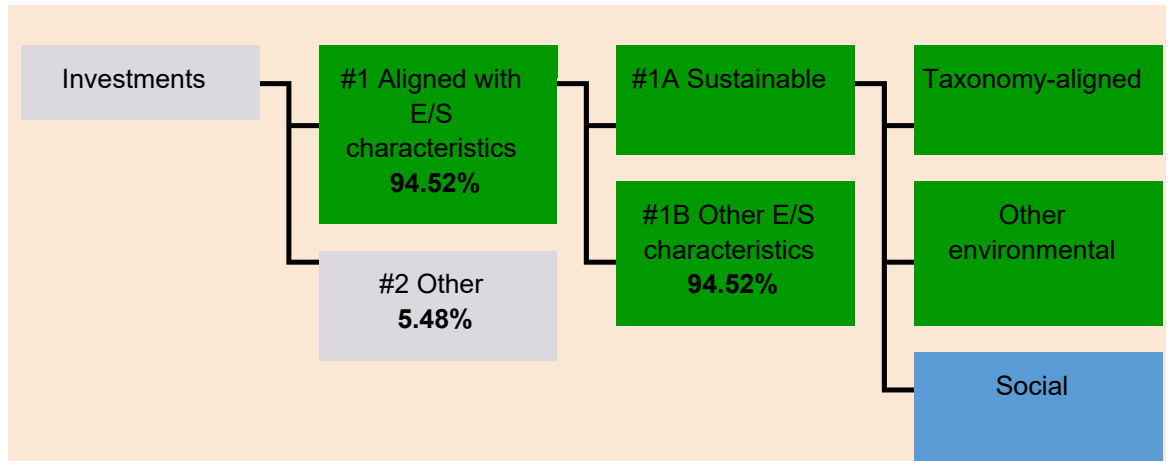 Investments
#1 Aligned with
E/S
characteristics
94.52%
#2 Other
5.48%
#1A Sustainable
#1B Other E/S
characteristics
94.52%
Taxonomy-aligned
Other
environmental
Social